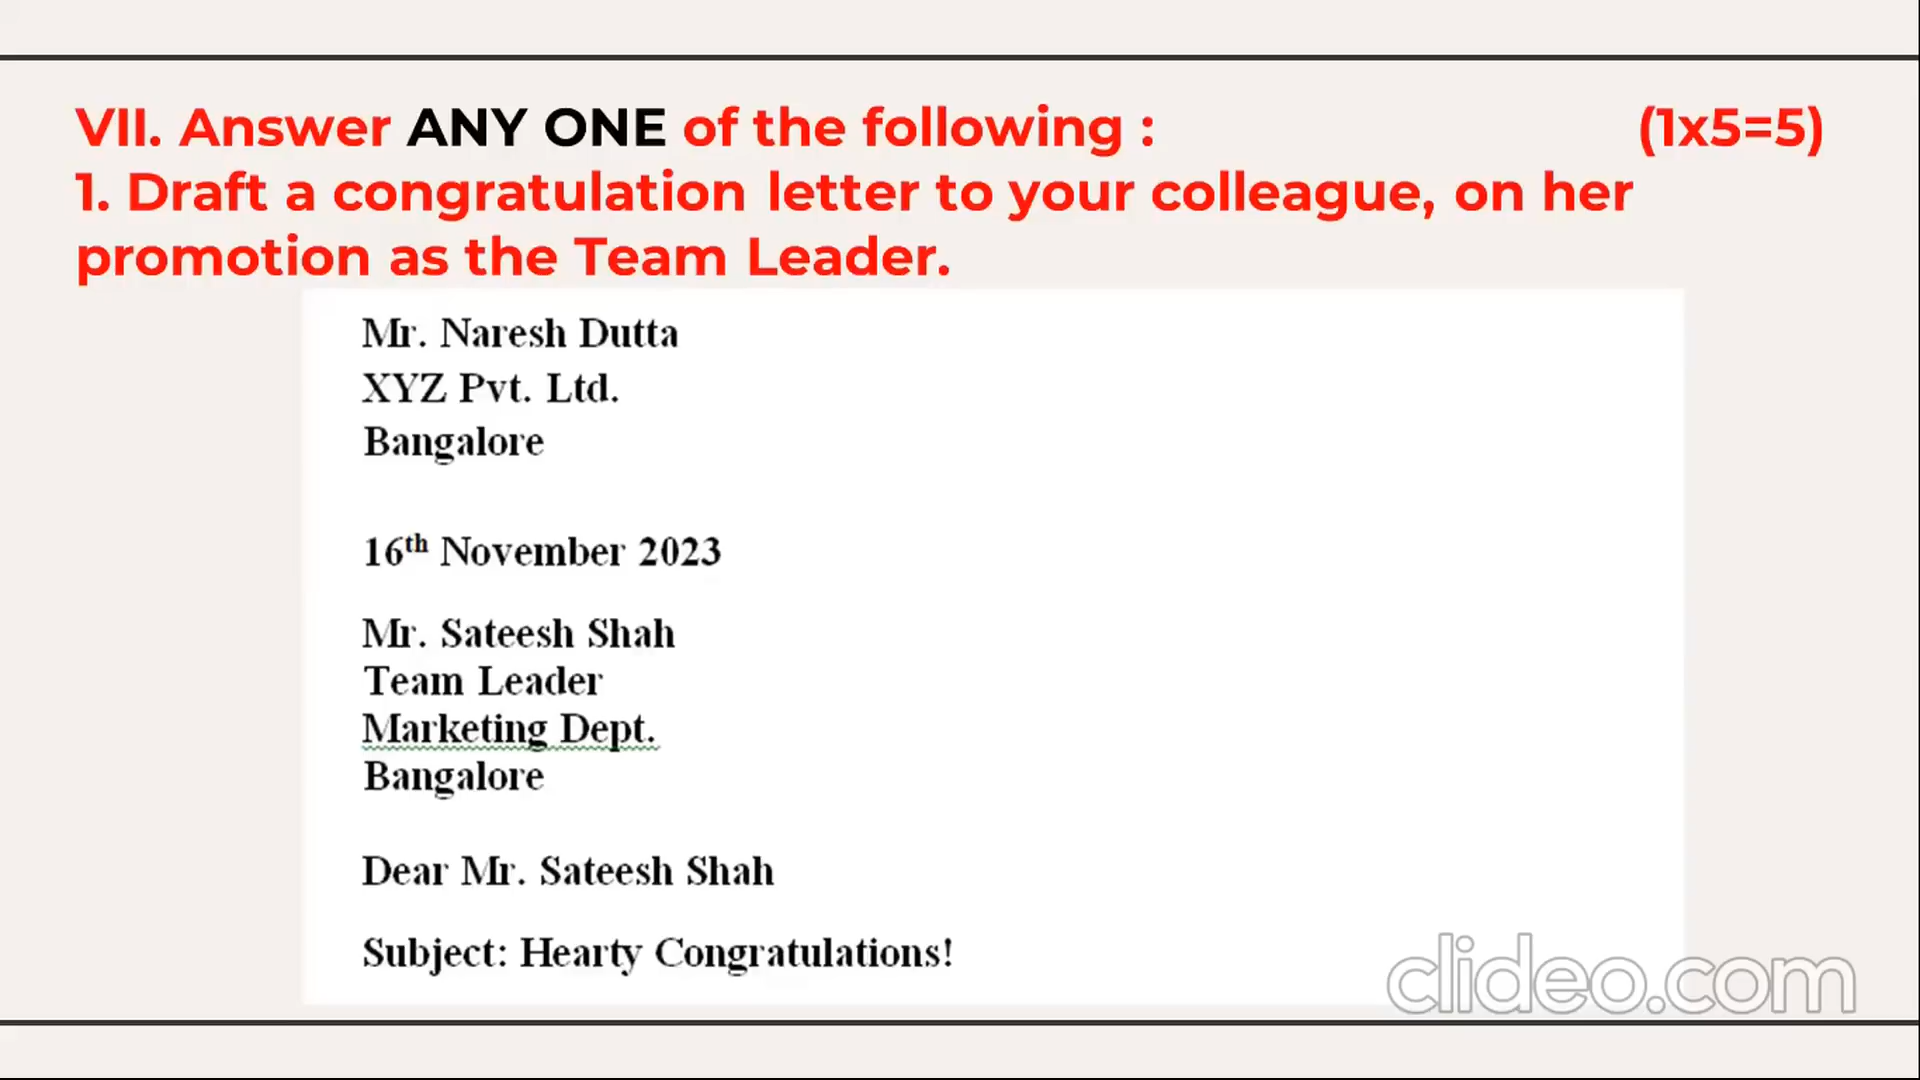 VII. Answer ANY ONE of the following : (1x5=5)
1. Draft a congratulation letter to your colleague, on her
promotion as the Team Leader.
Mr. Naresh Dutta
XYZ Pvt. Ltd.
Bangalore
16th November 2023
Mr. Sateesh Shah
Team Leader
Marketing Dept.
Bangalore
Dear Mr. Sateesh Shah
Subject: Hearty Congratulations!
clideo.com